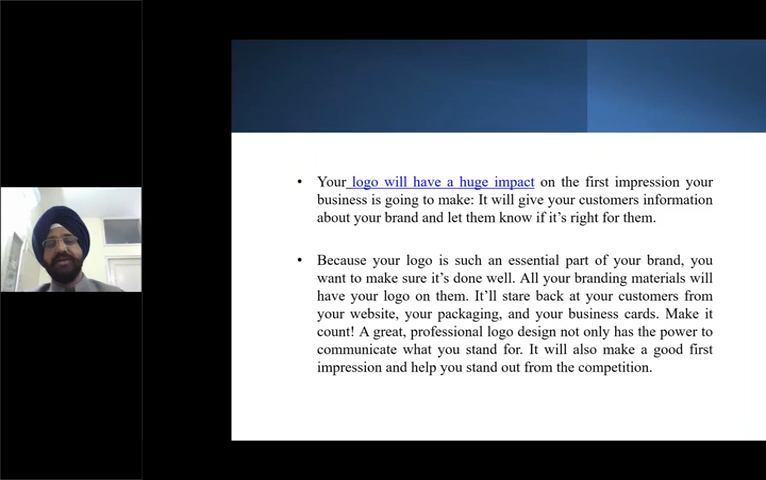 • Your logo will have a huge impact on the first impression your
business is going to make: It will give your customers information
about your brand and let them know if it’s right for them.
• Because your logo is such an essential part of your brand, you
want to make sure it’s done well. All your branding materials will
have your logo on them. It’ll stare back at your customers from
your website, your packaging, and your business cards. Make it
count! A great, professional logo design not only has the power to
communicate what you stand for. It will also make a good first
impression and help you stand out from the competition.